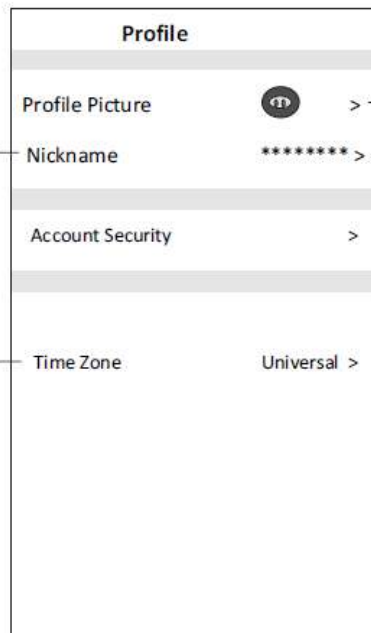 Profile
Profile Picture >
Nickname ******** >
Account Security >
Time Zone Universal >